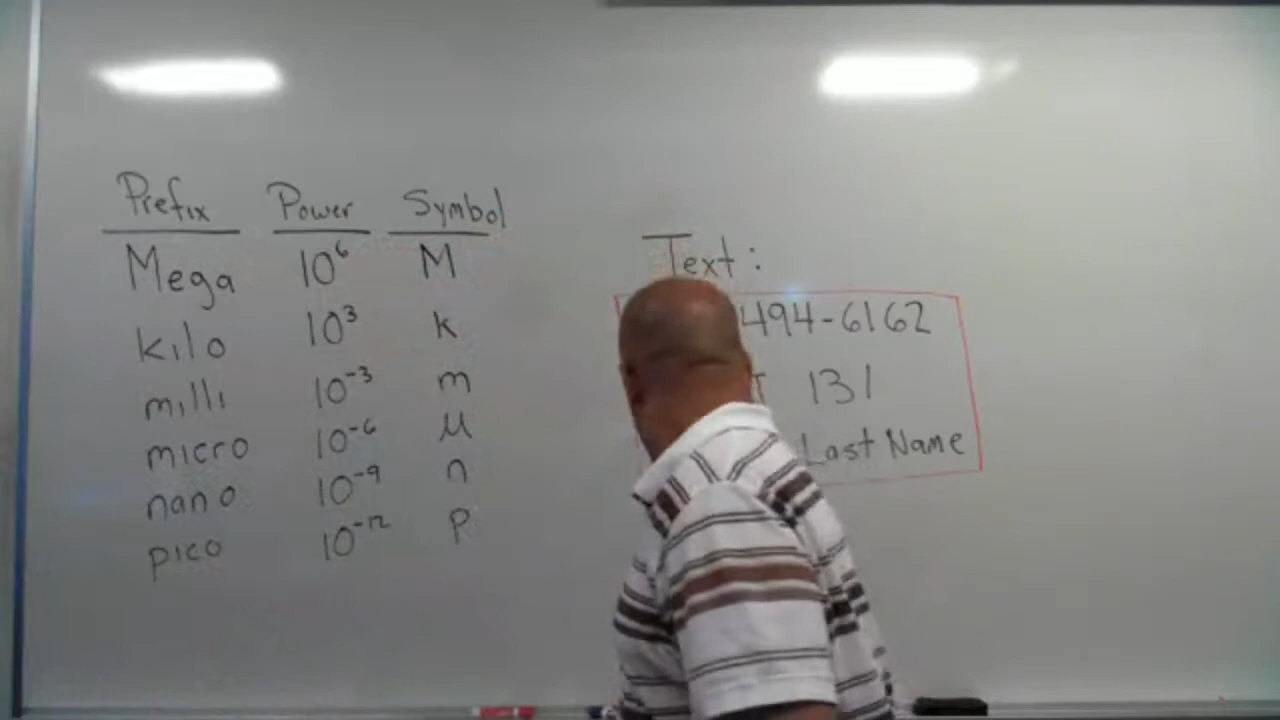 Prefix Power Symbol
Mega 10⁶ M
kilo 10³ k
milli 10⁻³ m
micro 10⁻⁶ μ
nano 10⁻⁹ n
pico 10⁻¹² p
Text:
494-6162
131
Last Name